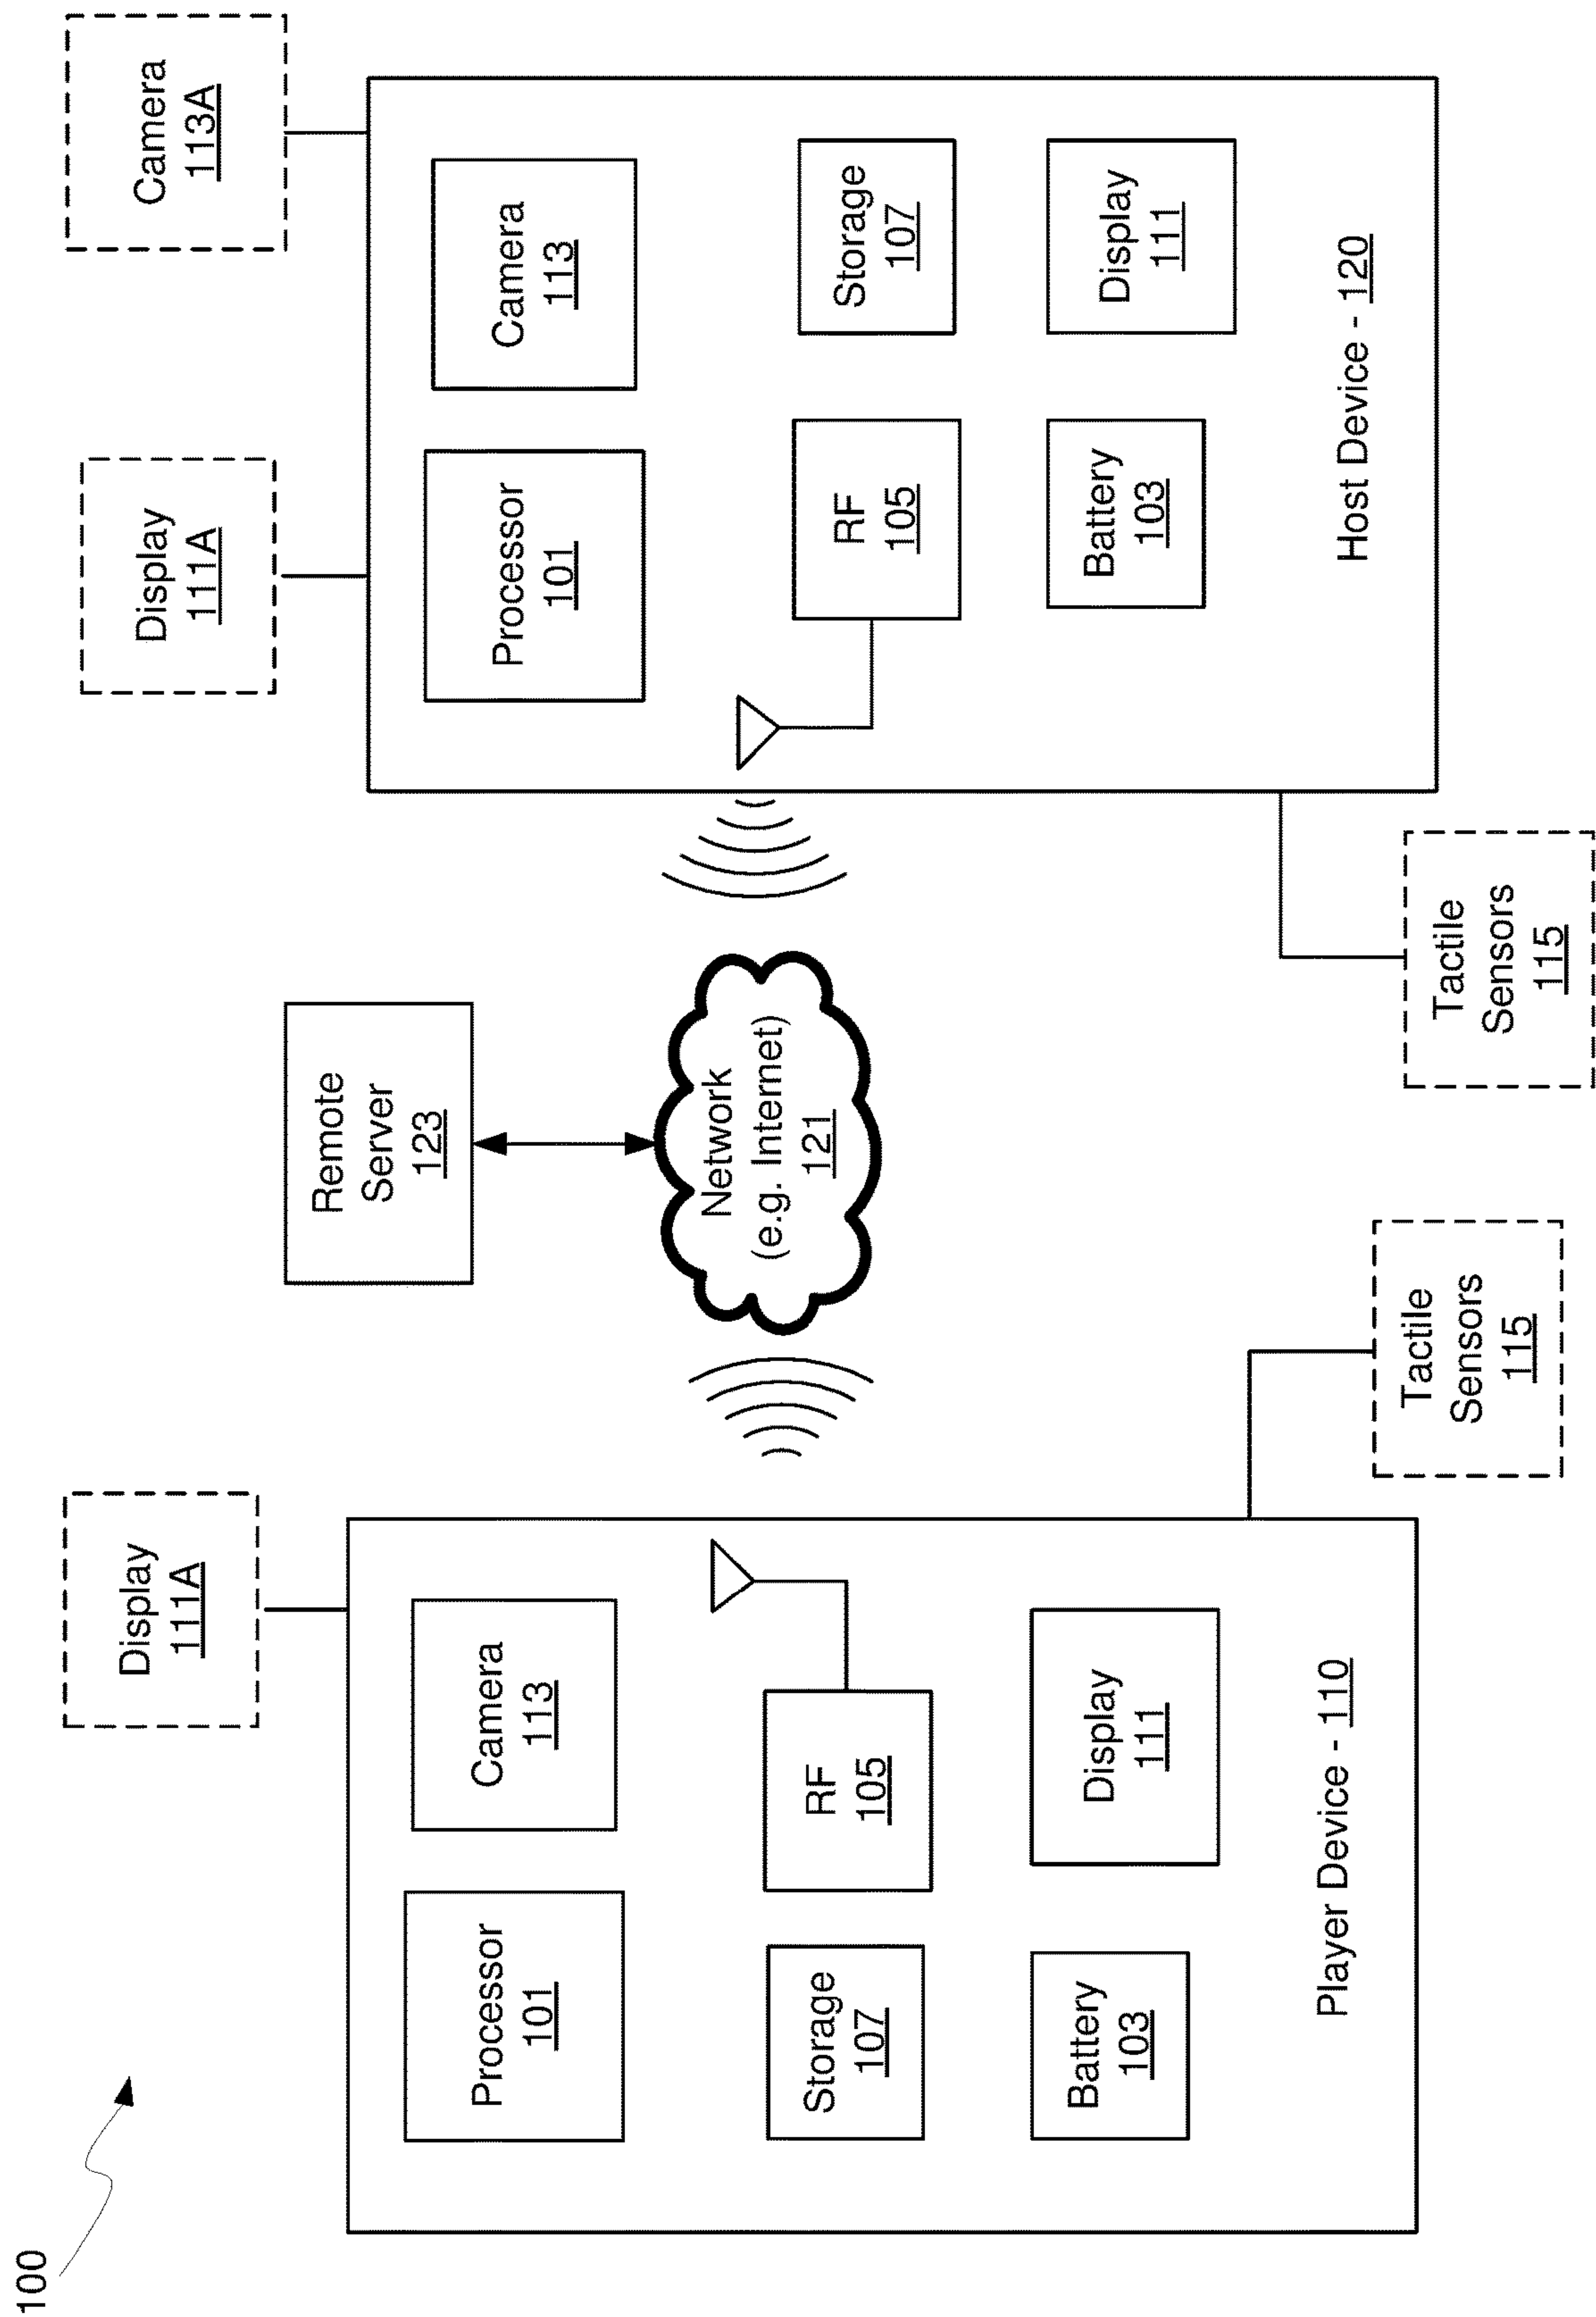 100
Display
111A
Processor
101
Camera
113
Storage
107
RF
105
Battery
103
Display
111
Player Device - 110
Tactile
Sensors
115
Remote
Server
123
Network
(e.g. Internet)
121
Display
111A
Camera
113A
Processor
101
Camera
113
RF
105
Storage
107
Battery
103
Display
111
Host Device - 120
Tactile
Sensors
115